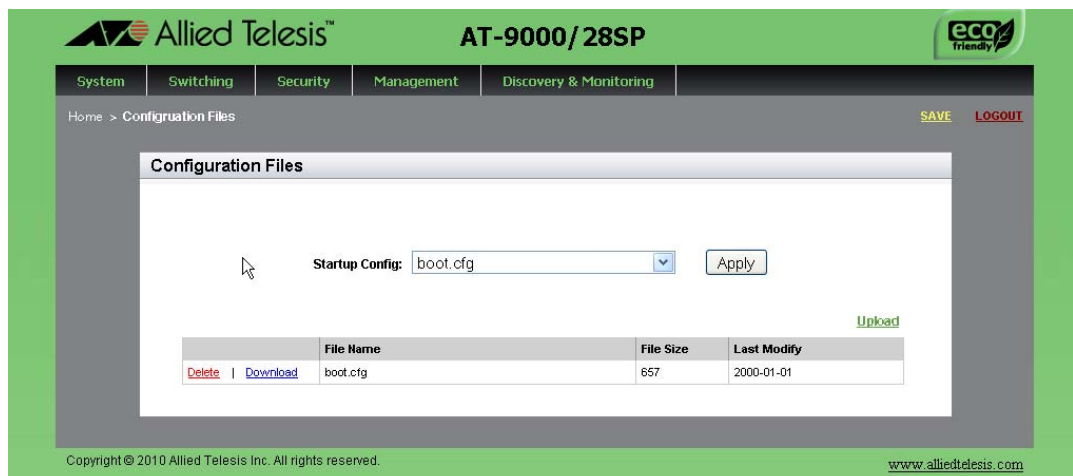 Allied Telesis™ AT-9000/28SP eco friendly
System Switching Security Management Discovery & Monitoring
Home > Configruation Files SAVE LOGOUT
Configuration Files
Startup Config: boot.cfg Apply
Upload
File Name File Size Last Modify
Delete | Download boot.cfg 657 2000-01-01
Copyright © 2010 Allied Telesis Inc. All rights reserved. www.alliedtelesis.com